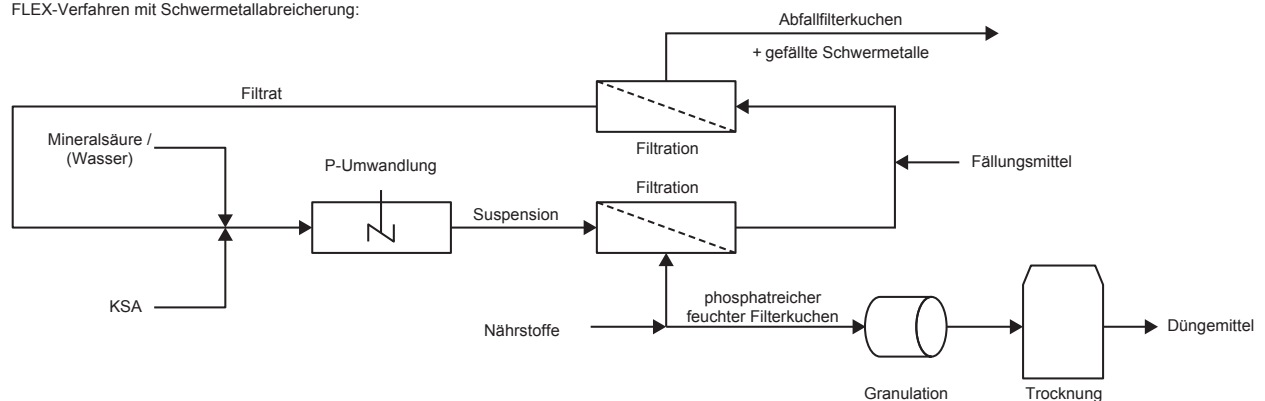 FLEX-Verfahren mit Schwermetallabreicherung:
Abfallfilterkuchen
+ gefällte Schwermetalle
Filtrat
Mineralsäure /
(Wasser)
P-Umwandlung
Filtration
Fällungsmittel
Filtration
Suspension
KSA
phosphatreicher
feuchter Filterkuchen
Nährstoffe
Düngemittel
Granulation
Trocknung